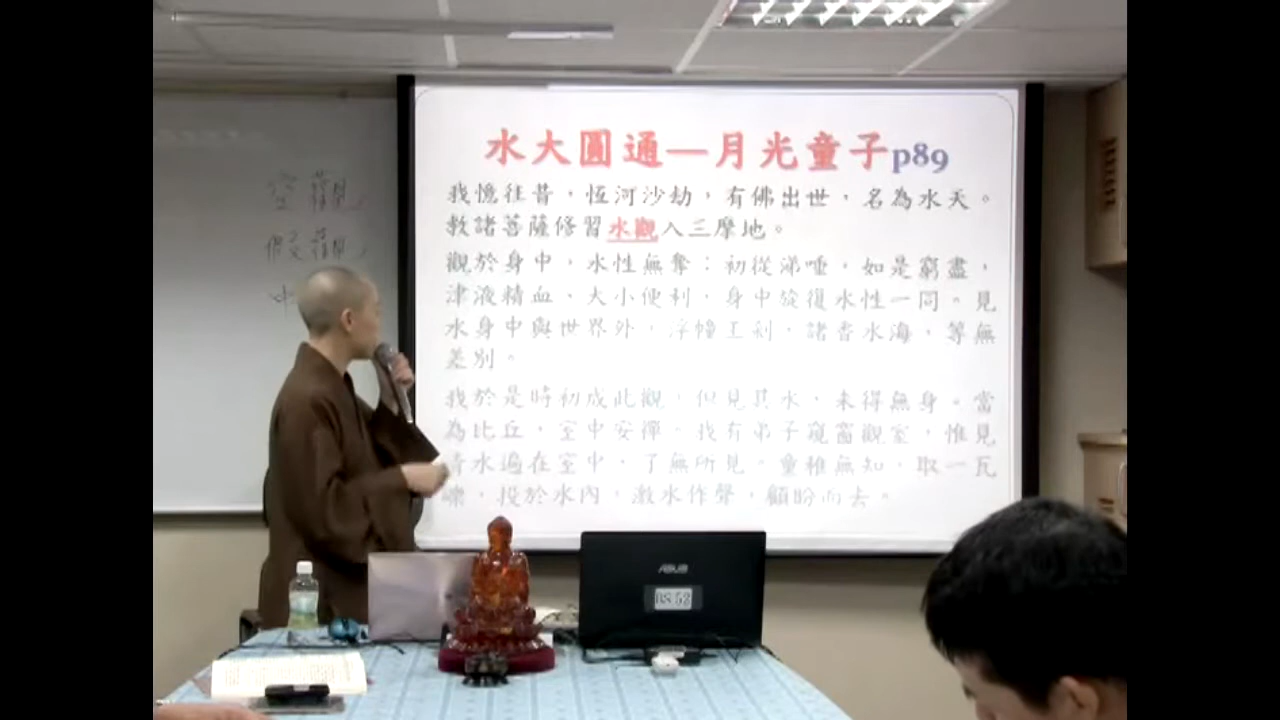 水大圓通—月光童子p89
我憶往昔，恆河沙劫，有佛出世，名為水天。
教諸菩薩修習水觀入三摩地。
觀於身中，水性無奪：初從涕唾，如是窮盡，
津液精血，大小便利，身中旋復水性一同。見
水身中與世界外，浮幢王剎，諸香水海，等無
差別。
我於是時初成此觀，但見其水，未得無身。當
為比丘，室中安禪。我有弟子窺窗觀室，惟見
清水遍在室中，了無所見。童稚無知，取一瓦
礫，投於水內，激水作聲，顧盼而去。
空觀
假觀
中
ASUS